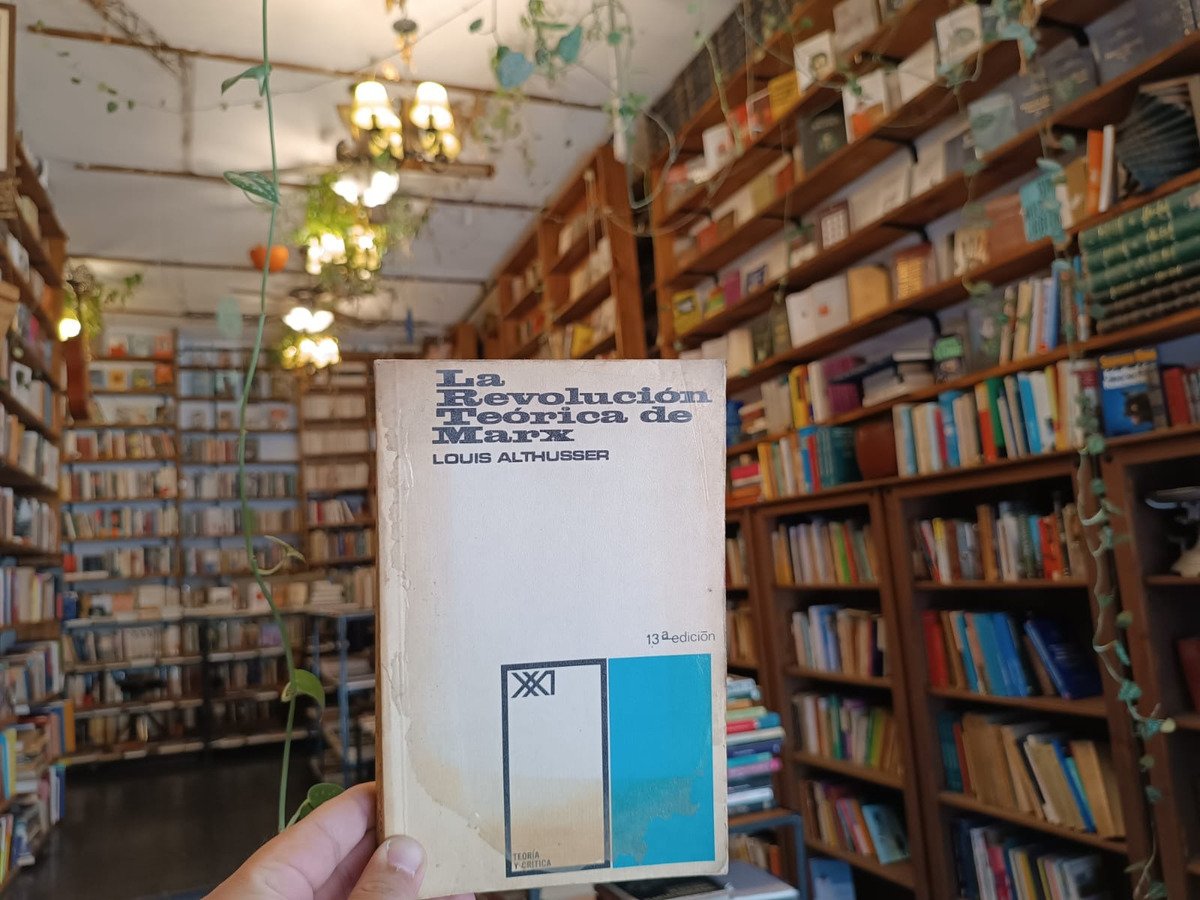 La
Revolución
Teórica de
Marx
LOUIS ALTHUSSER
13ª edición
XXI
TEORÍA
Y CRÍTICA